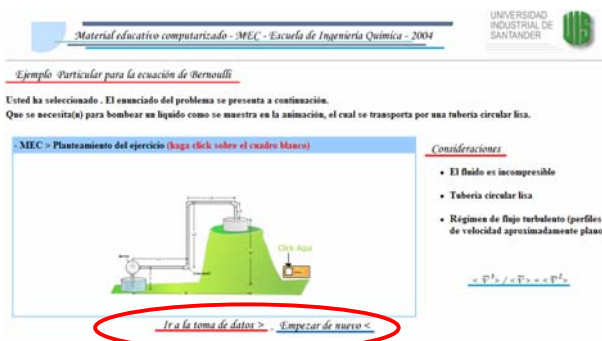 UNIVERSIDAD
INDUSTRIAL DE
SANTANDER
Material educativo computarizado - MEC - Escuela de Ingeniería Química - 2004
Ejemplo Particular para la ecuación de Bernoulli
Usted ha seleccionado . El enunciado del problema se presenta a continuación.
Que se necesita(n) para bombear un líquido como se muestra en la animación, el cual se transporta por una tubería circular lisa.
- MEC > Planteamiento del ejercicio (haga click sobre el cuadro blanco)
Click Aqui
Ir a la toma de datos > . Empezar de nuevo <
Consideraciones
• El fluido es incompresible
• Tubería circular lisa
• Régimen de flujo turbulento (perfiles
de velocidad aproximadamente plano